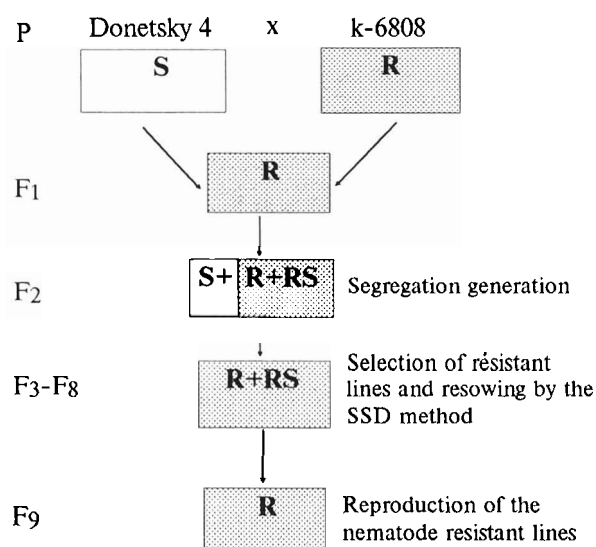 P Donetsky 4 x k-6808
S R
F1 R
F2 S+ R+RS Segregation generation
F3-F8 R+RS Selection of résistant
lines and resowing by the
SSD method
F9 R Reproduction of the
nematode resistant lines